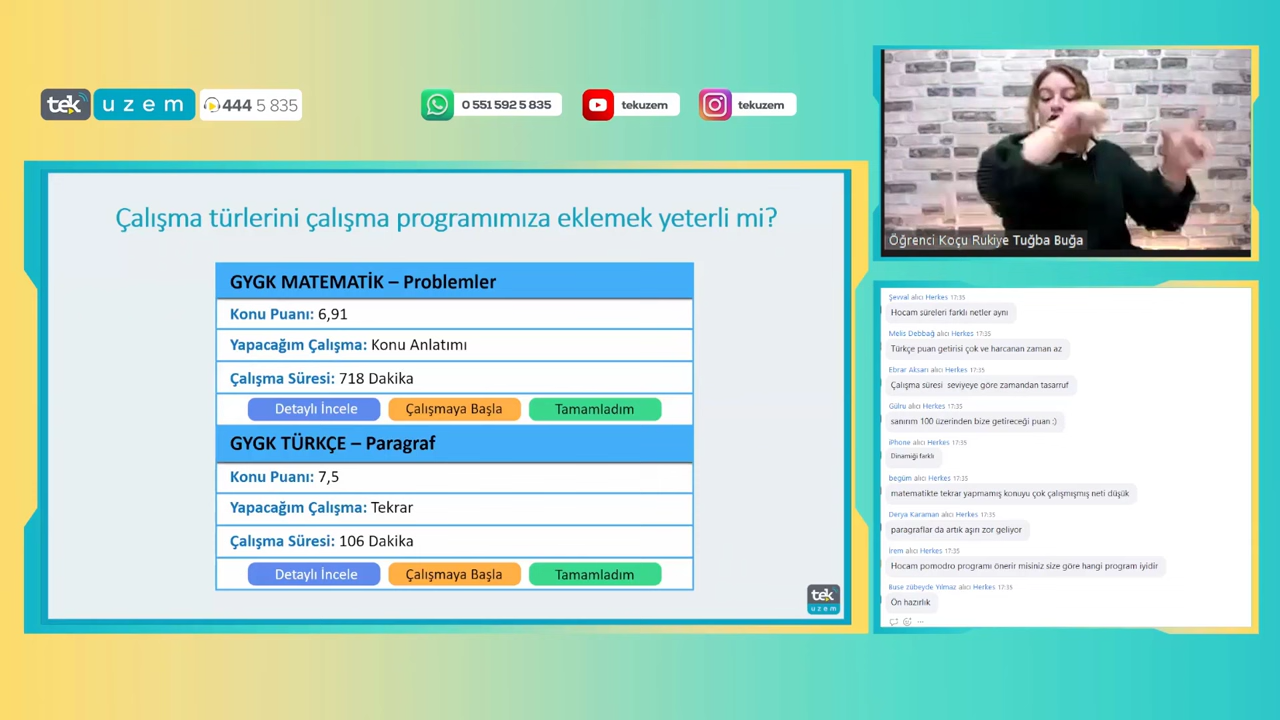 tek uzem 444 5 835
0 551 592 5 835
tekuzem
tekuzem
Çalışma türlerini çalışma programımıza eklemek yeterli mi?
GYGK MATEMATİK – Problemler
Konu Puanı: 6,91
Yapacağım Çalışma: Konu Anlatımı
Çalışma Süresi: 718 Dakika
Detaylı İncele
Çalışmaya Başla
Tamamladım
GYGK TÜRKÇE – Paragraf
Konu Puanı: 7,5
Yapacağım Çalışma: Tekrar
Çalışma Süresi: 106 Dakika
Detaylı İncele
Çalışmaya Başla
Tamamladım
tek
uzem
Öğrenci Koçu Rukiye Tuğba Buğa
Şevval alıcı Herkes 17:35
Hocam süreleri farklı netler aynı
Melis Debbağ alıcı Herkes 17:35
Türkçe puan getirisi çok ve harcanan zaman az
Ebrar Aksarı alıcı Herkes 17:35
Çalışma süresi seviyeye göre zamandan tasarruf
Gülru alıcı Herkes 17:35
sanırım 100 üzerinden bize getireceği puan :)
iPhone alıcı Herkes 17:35
Dinamiği farklı
begüm alıcı Herkes 17:35
matematikte tekrar yapmamış konuyu çok çalışmışmış neti düşük
Derya Karaman alıcı Herkes 17:35
paragraflar da artık aşırı zor geliyor
İrem alıcı Herkes 17:35
Hocam pomodro programı önerir misiniz size göre hangi program iyidir
Buse zübeyde Yılmaz alıcı Herkes 17:35
Ön hazırlık